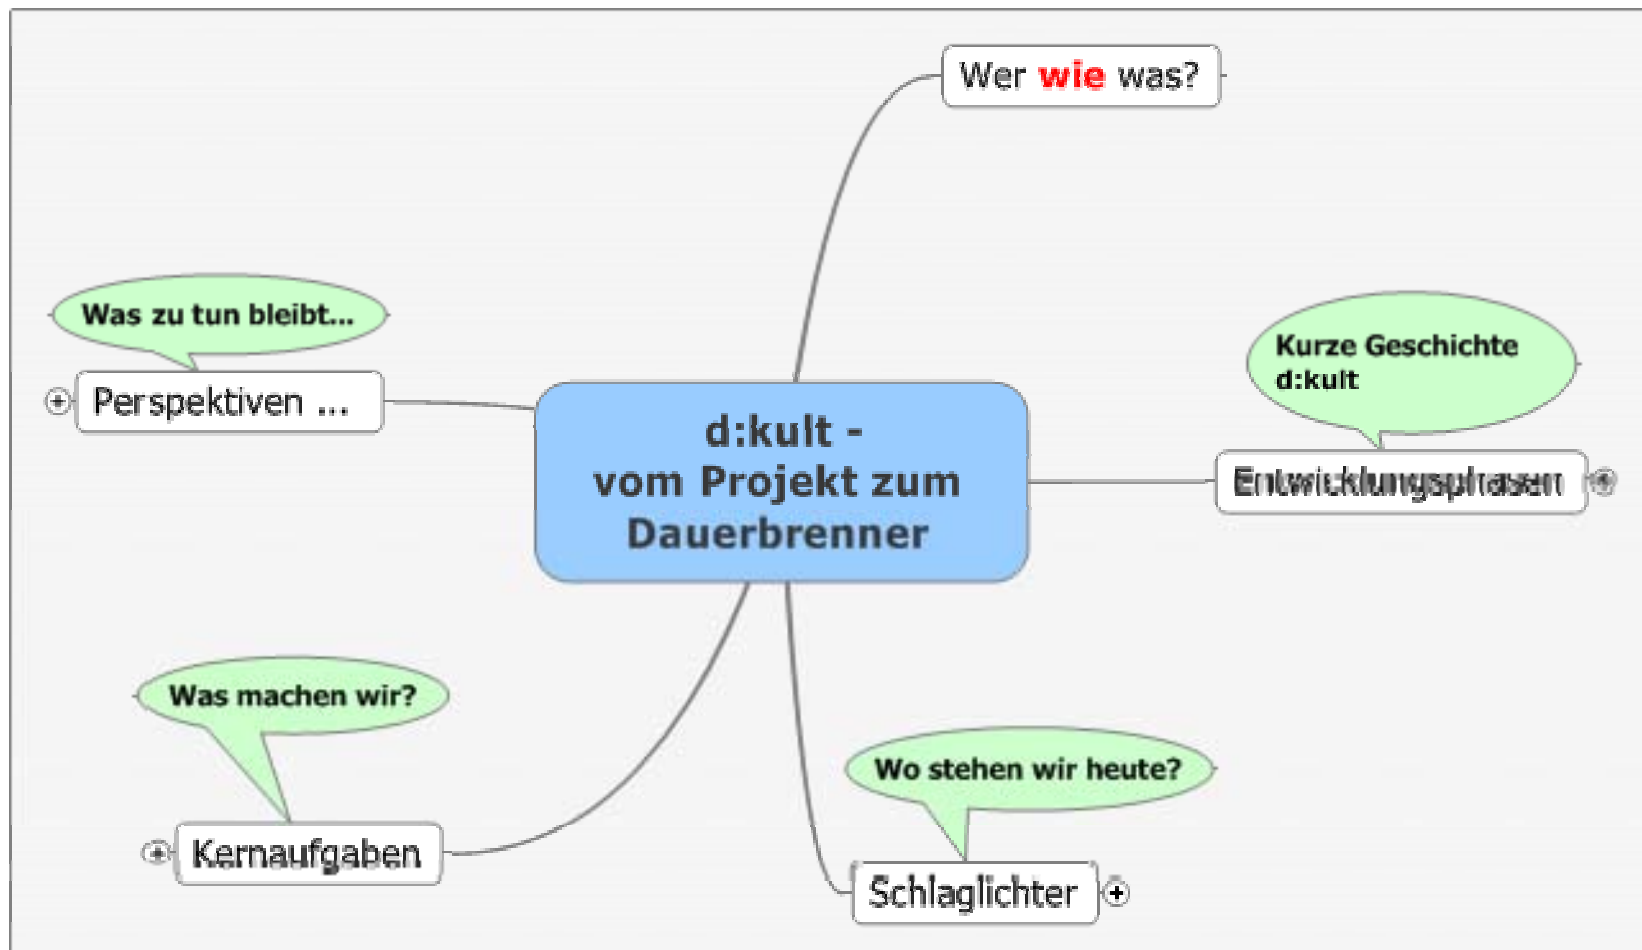 Wer wie was?
Was zu tun bleibt...
Perspektiven ...
Kurze Geschichte
d:kult
d:kult -
vom Projekt zum
Dauerbrenner
Entwicklungsphasen
Was machen wir?
Kernaufgaben
Wo stehen wir heute?
Schlaglichter